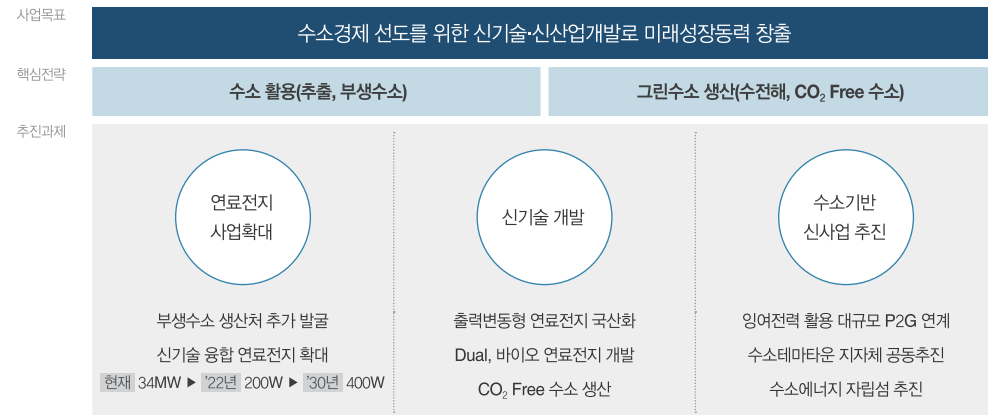 사업목표
수소경제 선도를 위한 신기술·신산업개발로 미래성장동력 창출
핵심전략
수소 활용(추출, 부생수소)
그린수소 생산(수전해, CO₂ Free 수소)
추진과제
연료전지
사업확대
부생수소 생산처 추가 발굴
신기술 융합 연료전지 확대
현재 34MW ▶ '22년 200W ▶ '30년 400W
신기술 개발
출력변동형 연료전지 국산화
Dual, 바이오 연료전지 개발
CO₂ Free 수소 생산
수소기반
신사업 추진
잉여전력 활용 대규모 P2G 연계
수소테마타운 지자체 공동추진
수소에너지 자립섬 추진